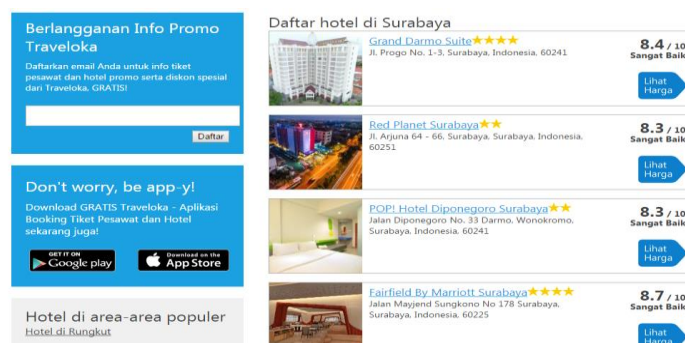 Berlangganan Info Promo
Traveloka
Daftarkan email Anda untuk info tiket
pesawat dan hotel promo serta diskon spesial
dari Traveloka, GRATIS!
Daftar
Don't worry, be app-y!
Download GRATIS Traveloka - Aplikasi
Booking Tiket Pesawat dan Hotel
sekarang juga!
GET IT ON
Google play
Download on the
App Store
Hotel di area-area populer
Hotel di Rungkut
Daftar hotel di Surabaya
Grand Darmo Suite
Jl. Progo No. 1-3, Surabaya, Indonesia, 60241
8.4 / 10
Sangat Baik
Lihat
Harga
Red Planet Surabaya
Jl. Arjuna 64 - 66, Surabaya, Surabaya, Indonesia,
60251
8.3 / 10
Sangat Baik
Lihat
Harga
POP! Hotel Diponegoro Surabaya
Jalan Diponegoro No. 33 Darmo, Wonokromo,
Surabaya, Indonesia, 60241
8.3 / 10
Sangat Baik
Lihat
Harga
Fairfield By Marriott Surabaya
Jalan Mayjend Sungkono No 178 Surabaya,
Surabaya, Indonesia, 60225
8.7 / 10
Sangat Baik
Lihat
Harga